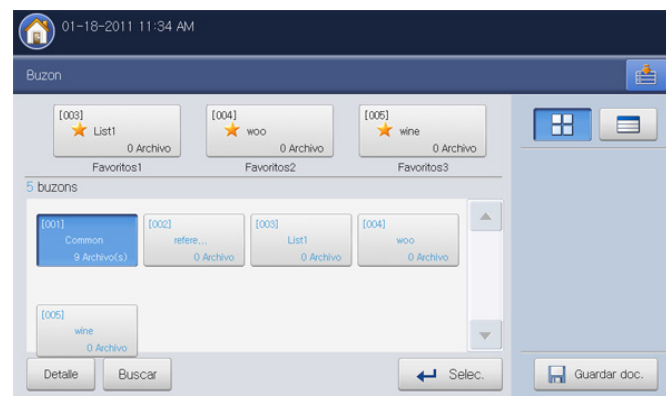 01-18-2011 11:34 AM
Buzon
[003] [004] [005]
List1 woo wine
0 Archivo 0 Archivo 0 Archivo
Favoritos1 Favoritos2 Favoritos3
5 buzons
[001] [002] [003] [004]
Common refere... List1 woo
9 Archivo(s) 0 Archivo 0 Archivo 0 Archivo
[005]
wine
0 Archivo
Detalle Buscar Selec. Guardar doc.